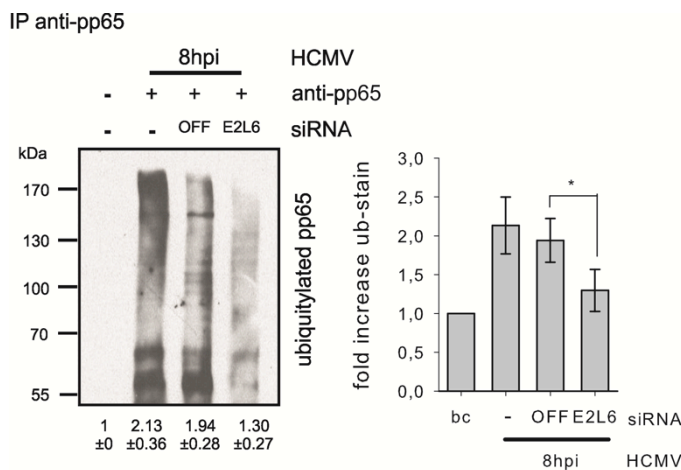 IP anti-pp65
8hpi HCMV
- + + + anti-pp65
- - OFF E2L6 siRNA
kDa
170
130
100
70
55
ubiquitylated pp65
1 2.13 1.94 1.30
±0 ±0.36 ±0.28 ±0.27
fold increase ub-stain
3,0
2,5
2,0
1,5
1,0
0,5
0,0
*
bc - OFF E2L6 siRNA
8hpi HCMV